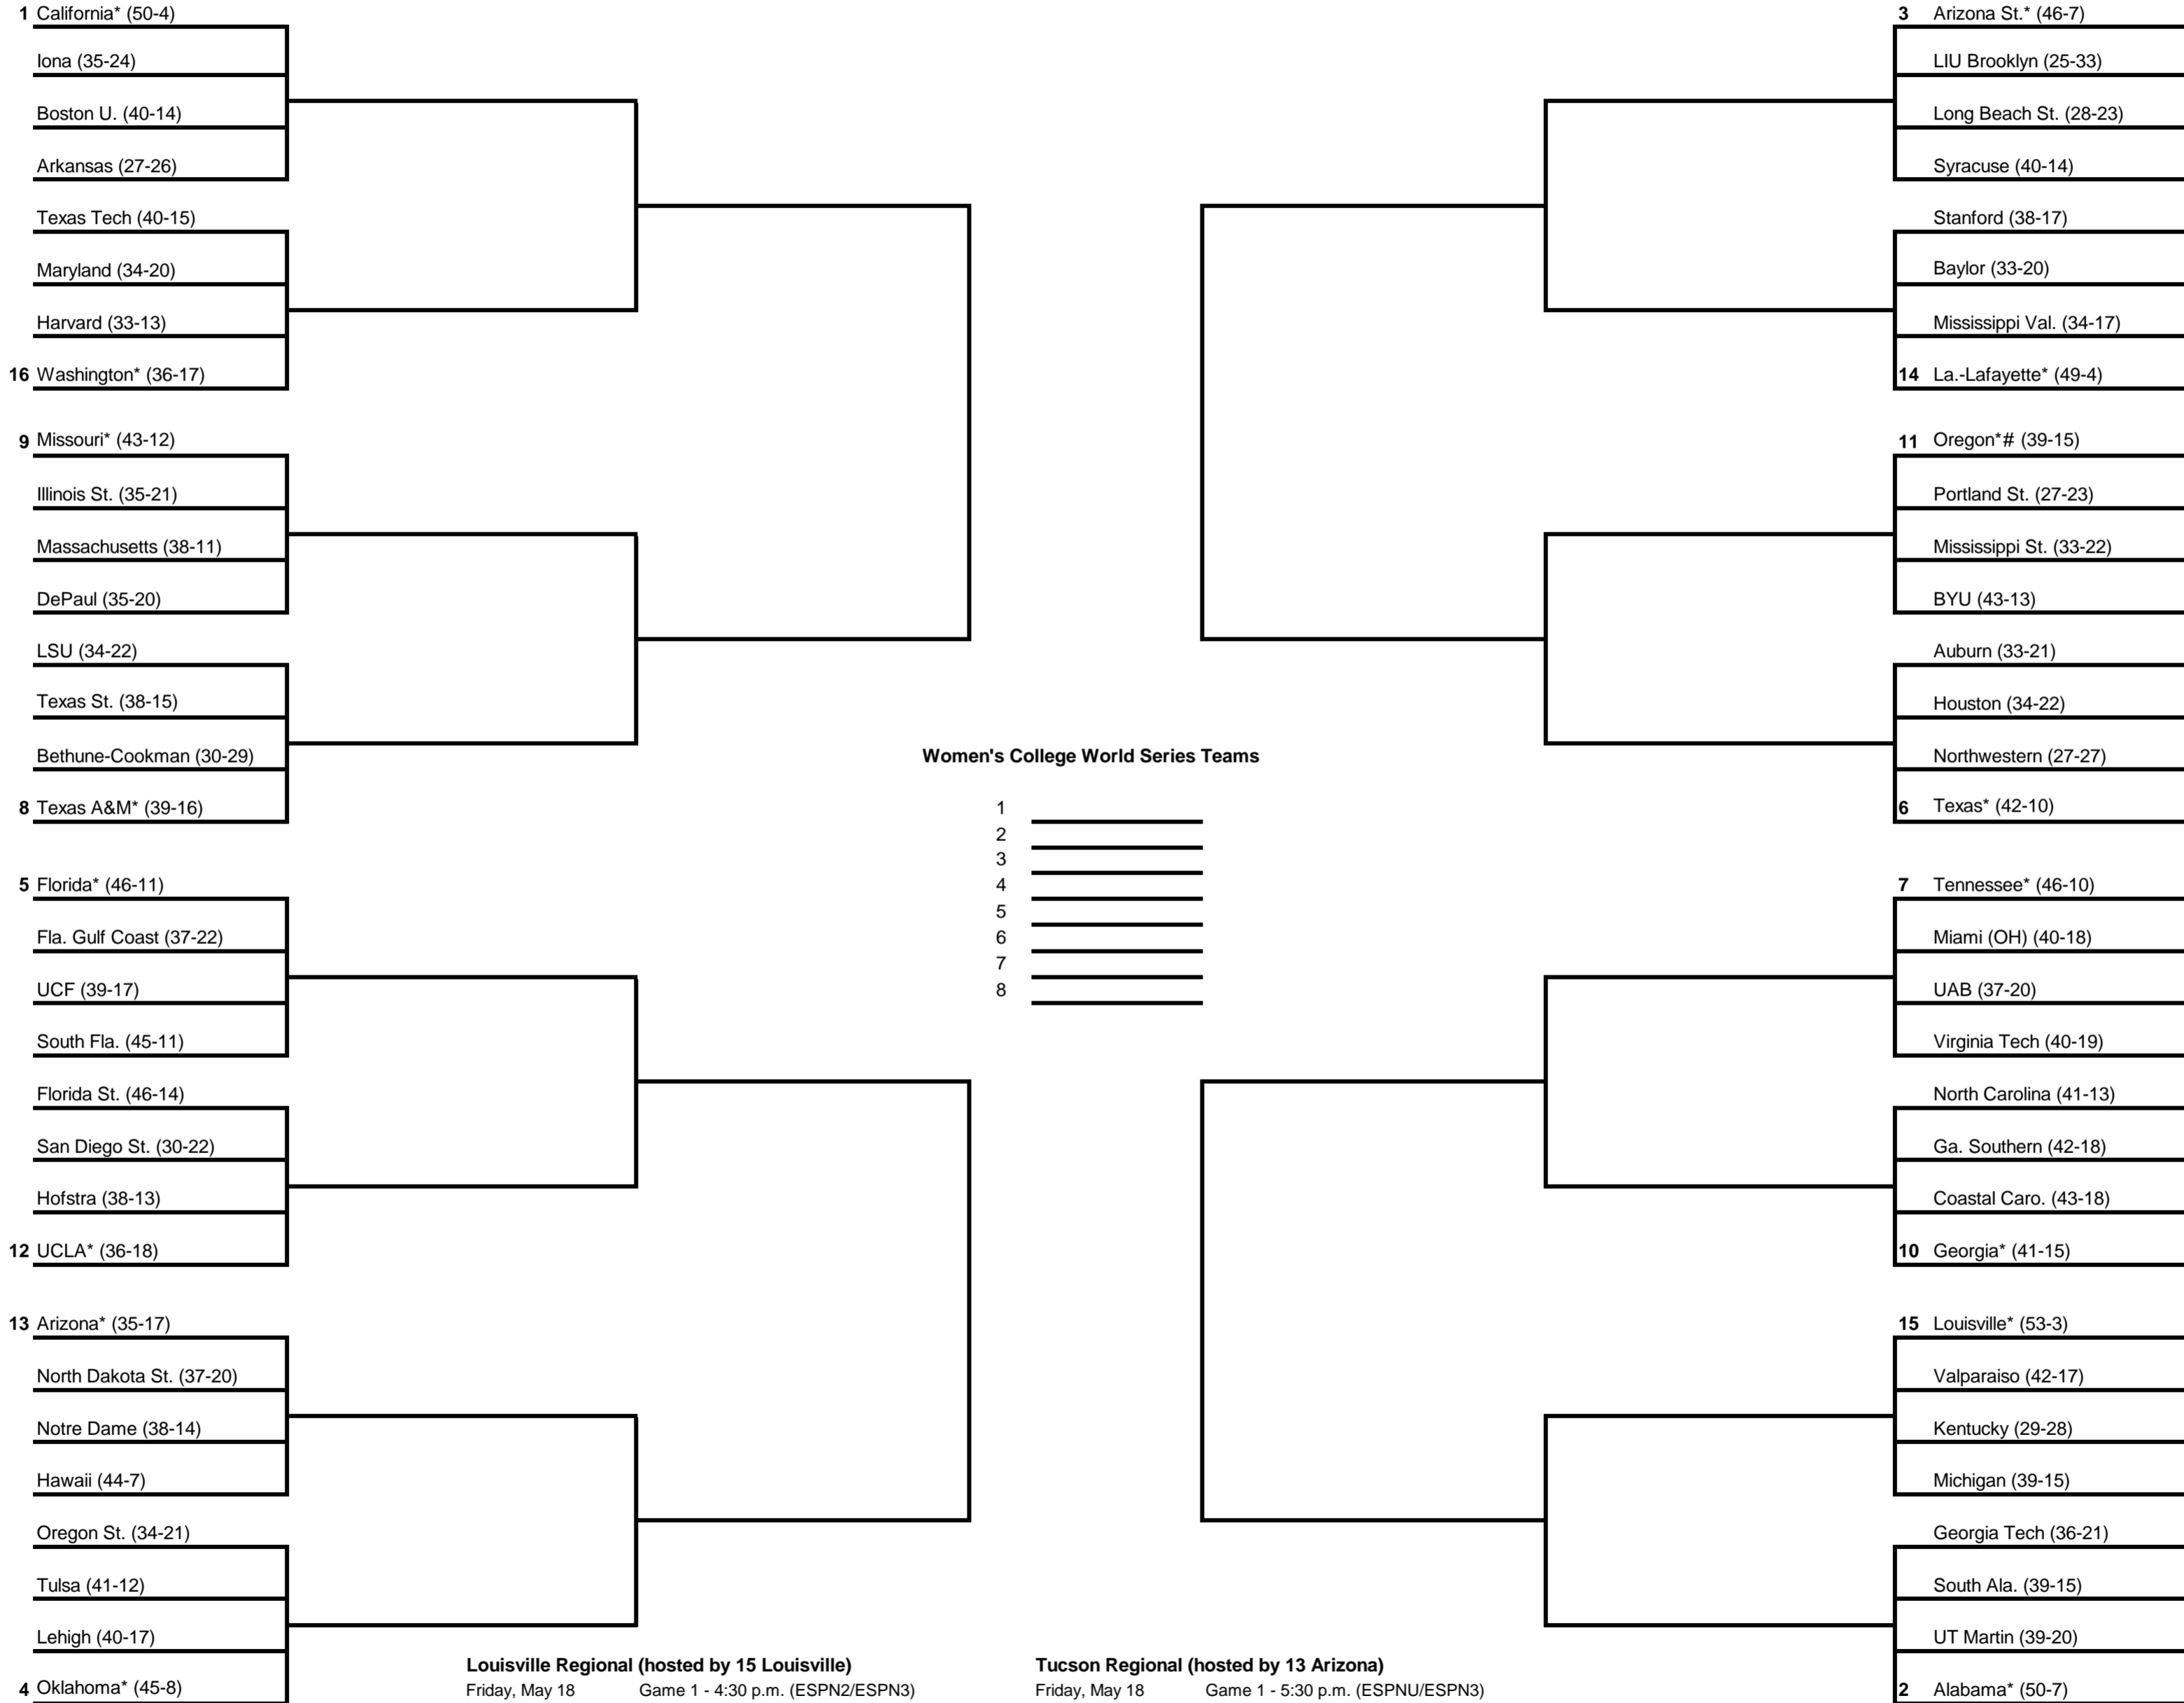 1 California* (50-4)
Iona (35-24)
Boston U. (40-14)
Arkansas (27-26)
Texas Tech (40-15)
Maryland (34-20)
Harvard (33-13)
16 Washington* (36-17)
9 Missouri* (43-12)
Illinois St. (35-21)
Massachusetts (38-11)
DePaul (35-20)
LSU (34-22)
Texas St. (38-15)
Bethune-Cookman (30-29)
8 Texas A&M* (39-16)
5 Florida* (46-11)
Fla. Gulf Coast (37-22)
UCF (39-17)
South Fla. (45-11)
Florida St. (46-14)
San Diego St. (30-22)
Hofstra (38-13)
12 UCLA* (36-18)
13 Arizona* (35-17)
North Dakota St. (37-20)
Notre Dame (38-14)
Hawaii (44-7)
Oregon St. (34-21)
Tulsa (41-12)
Lehigh (40-17)
4 Oklahoma* (45-8)
Women's College World Series Teams
1
2
3
4
5
6
7
8
Louisville Regional (hosted by 15 Louisville)
Friday, May 18 Game 1 - 4:30 p.m. (ESPN2/ESPN3)
Tucson Regional (hosted by 13 Arizona)
Friday, May 18 Game 1 - 5:30 p.m. (ESPNU/ESPN3)
3 Arizona St.* (46-7)
LIU Brooklyn (25-33)
Long Beach St. (28-23)
Syracuse (40-14)
Stanford (38-17)
Baylor (33-20)
Mississippi Val. (34-17)
14 La.-Lafayette* (49-4)
11 Oregon*# (39-15)
Portland St. (27-23)
Mississippi St. (33-22)
BYU (43-13)
Auburn (33-21)
Houston (34-22)
Northwestern (27-27)
6 Texas* (42-10)
7 Tennessee* (46-10)
Miami (OH) (40-18)
UAB (37-20)
Virginia Tech (40-19)
North Carolina (41-13)
Ga. Southern (42-18)
Coastal Caro. (43-18)
10 Georgia* (41-15)
15 Louisville* (53-3)
Valparaiso (42-17)
Kentucky (29-28)
Michigan (39-15)
Georgia Tech (36-21)
South Ala. (39-15)
UT Martin (39-20)
2 Alabama* (50-7)